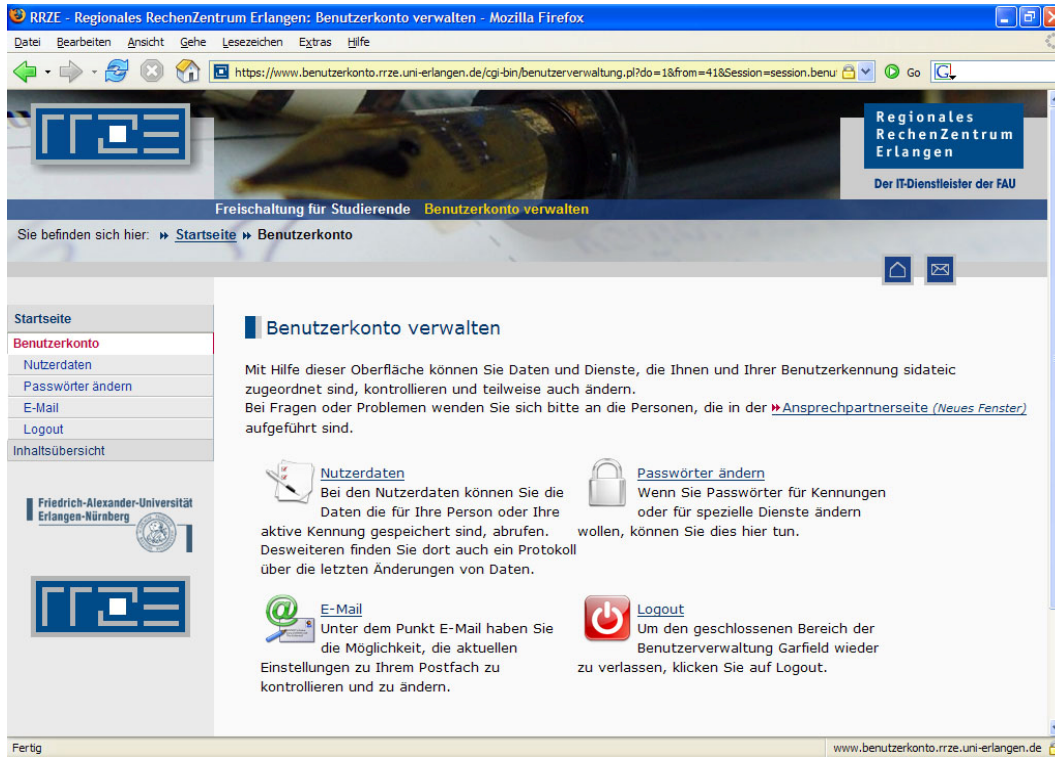 RRZE - Regionales RechenZentrum Erlangen: Benutzerkonto verwalten - Mozilla Firefox
Datei Bearbeiten Ansicht Gehe Lesezeichen Extras Hilfe
https://www.benutzerkonto.rrze.uni-erlangen.de/cgi-bin/benutzerverwaltung.pl?do=1&from=41&Session=session.benu Go G
rrze
Regionales
RechenZentrum
Erlangen
Der IT-Dienstleister der FAU
Freischaltung für Studierende Benutzerkonto verwalten
Sie befinden sich hier: Startseite Benutzerkonto
Startseite
Benutzerkonto
Nutzerdaten
Passwörter ändern
E-Mail
Logout
Inhaltsübersicht
Friedrich-Alexander-Universität
Erlangen-Nürnberg
rrze
Benutzerkonto verwalten
Mit Hilfe dieser Oberfläche können Sie Daten und Dienste, die Ihnen und Ihrer Benutzerkennung sidateic
zugeordnet sind, kontrollieren und teilweise auch ändern.
Bei Fragen oder Problemen wenden Sie sich bitte an die Personen, die in der Ansprechpartnerseite (Neues Fenster)
aufgeführt sind.
Nutzerdaten
Bei den Nutzerdaten können Sie die
Daten die für Ihre Person oder Ihre
aktive Kennung gespeichert sind, abrufen.
Desweiteren finden Sie dort auch ein Protokoll
über die letzten Änderungen von Daten.
Passwörter ändern
Wenn Sie Passwörter für Kennungen
oder für spezielle Dienste ändern
wollen, können Sie dies hier tun.
E-Mail
Unter dem Punkt E-Mail haben Sie
die Möglichkeit, die aktuellen
Einstellungen zu Ihrem Postfach zu
kontrollieren und zu ändern.
Logout
Um den geschlossenen Bereich der
Benutzerverwaltung Garfield wieder
zu verlassen, klicken Sie auf Logout.
Fertig www.benutzerkonto.rrze.uni-erlangen.de